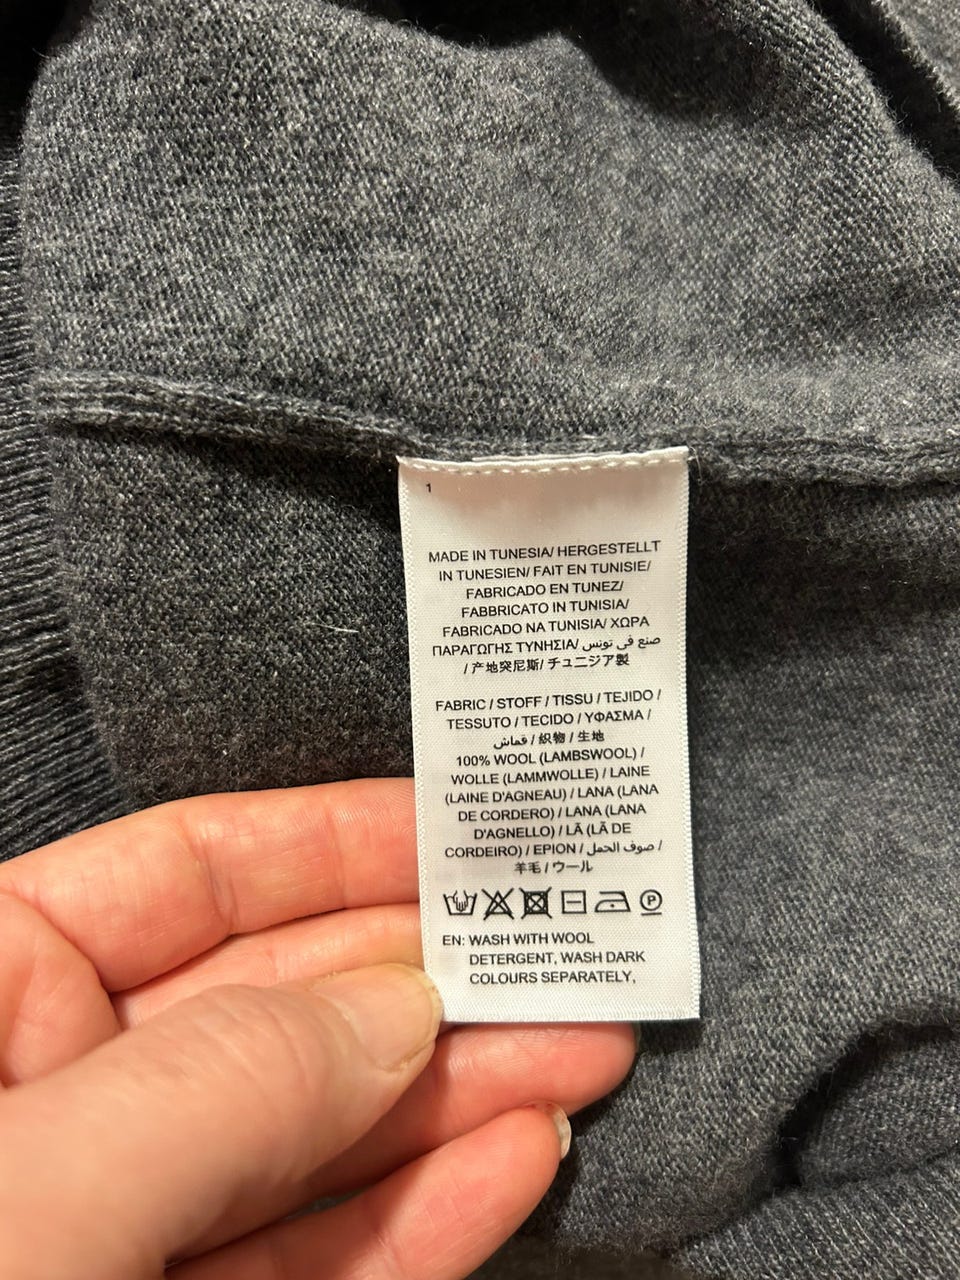 1
MADE IN TUNESIA/ HERGESTELLT
IN TUNESIEN/ FAIT EN TUNISIE/
FABRICADO EN TUNEZ/
FABBRICATO IN TUNISIA/
FABRICADO NA TUNISIA/ ΧΩΡΑ
ΠΑΡΑΓΩΓΗΣ ΤΥΝΗΣΙΑ/ صنع في تونس
/ 产地突尼斯/ チュニジア製
FABRIC / STOFF / TISSU / TEJIDO /
TESSUTO / TECIDO / ΥΦΑΣΜΑ /
قماش / 織物 / 生地
100% WOOL (LAMBSWOOL) /
WOLLE (LAMMWOLLE) / LAINE
(LAINE D'AGNEAU) / LANA (LANA
DE CORDERO) / LANA (LANA
D'AGNELLO) / LÃ (LÃ DE
CORDEIRO) / ΕΡΙΟΝ / صوف الحمل /
羊毛 / ウール
P
EN: WASH WITH WOOL
DETERGENT, WASH DARK
COLOURS SEPARATELY,